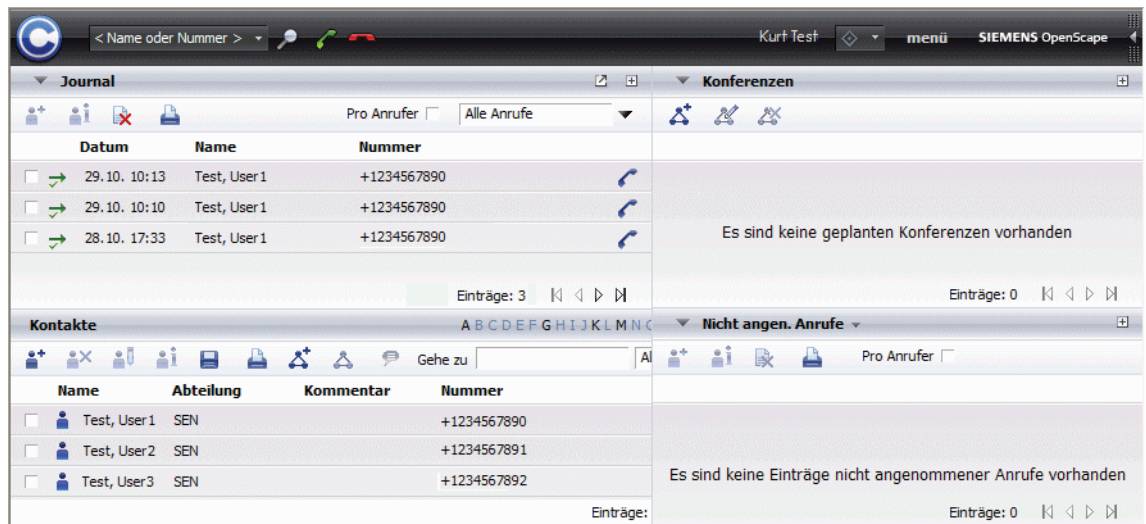 < Name oder Nummer >
Kurt Test
menü
SIEMENS OpenScape
Journal
Pro Anrufer
Alle Anrufe
Datum Name Nummer
29.10. 10:13 Test, User1 +1234567890
29.10. 10:10 Test, User1 +1234567890
28.10. 17:33 Test, User1 +1234567890
Einträge: 3
Konferenzen
Es sind keine geplanten Konferenzen vorhanden
Einträge: 0
Kontakte
A B C D E F G H I J K L M N
Gehe zu
Al
Name Abteilung Kommentar Nummer
Test, User1 SEN +1234567890
Test, User2 SEN +1234567891
Test, User3 SEN +1234567892
Einträge:
Nicht angen. Anrufe
Pro Anrufer
Es sind keine Einträge nicht angenommener Anrufe vorhanden
Einträge: 0